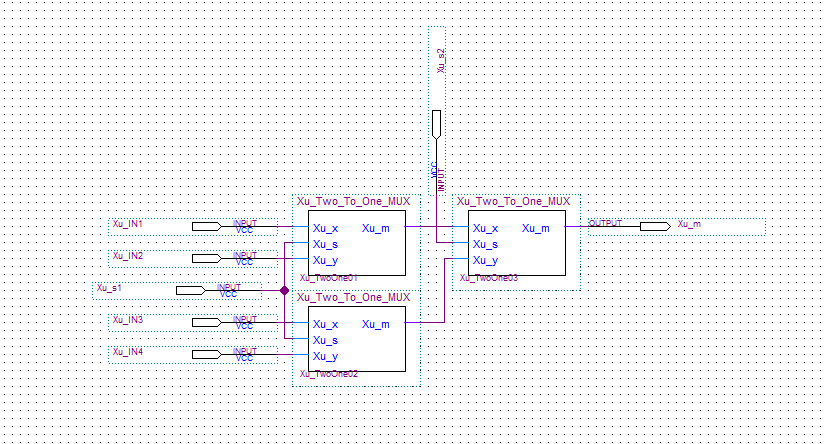 Xu_s2
VCC
INPUT
Xu_Two_To_One_MUX
Xu_Two_To_One_MUX
Xu_IN1
INPUT
VCC
Xu_x
Xu_m
Xu_x
Xu_m
OUTPUT
Xu_m
Xu_s
Xu_s
Xu_IN2
INPUT
VCC
Xu_y
Xu_y
Xu_TwoOne01
Xu_TwoOne03
Xu_s1
INPUT
VCC
Xu_Two_To_One_MUX
Xu_IN3
INPUT
VCC
Xu_x
Xu_m
Xu_s
Xu_IN4
INPUT
VCC
Xu_y
Xu_TwoOne02